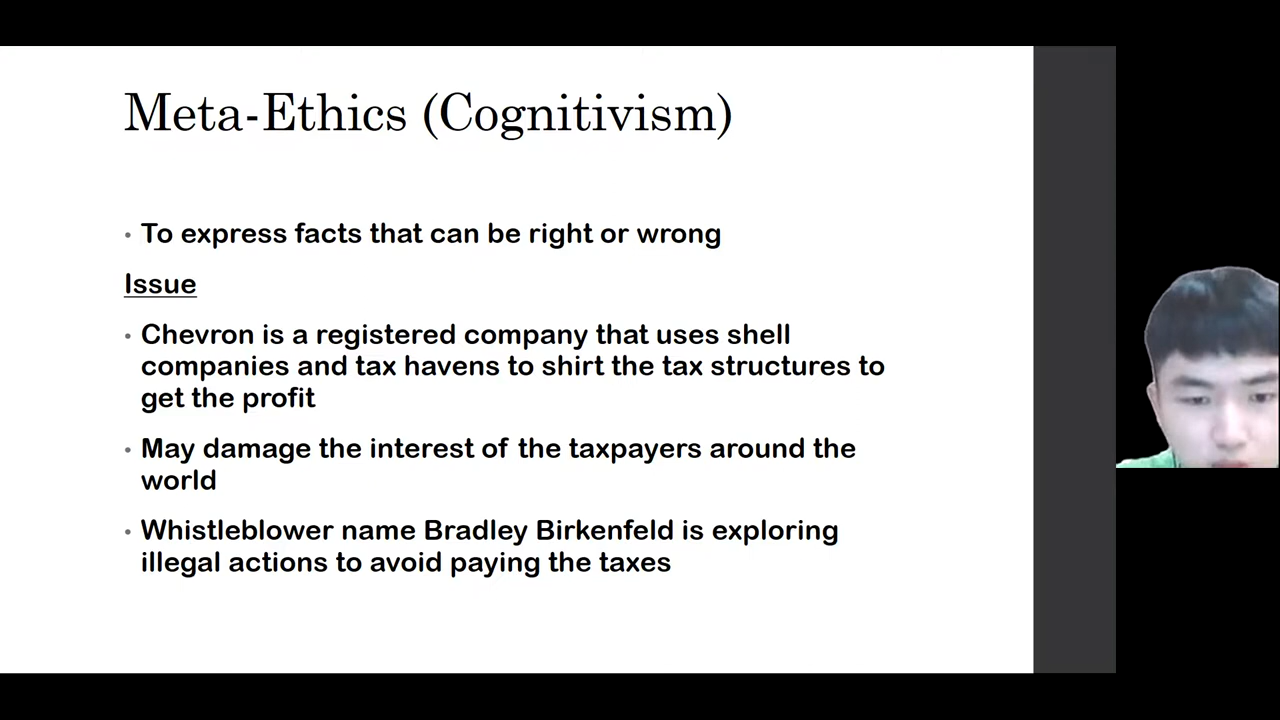 Meta-Ethics (Cognitivism)
• To express facts that can be right or wrong
Issue
• Chevron is a registered company that uses shell
companies and tax havens to shirt the tax structures to
get the profit
• May damage the interest of the taxpayers around the
world
• Whistleblower name Bradley Birkenfeld is exploring
illegal actions to avoid paying the taxes